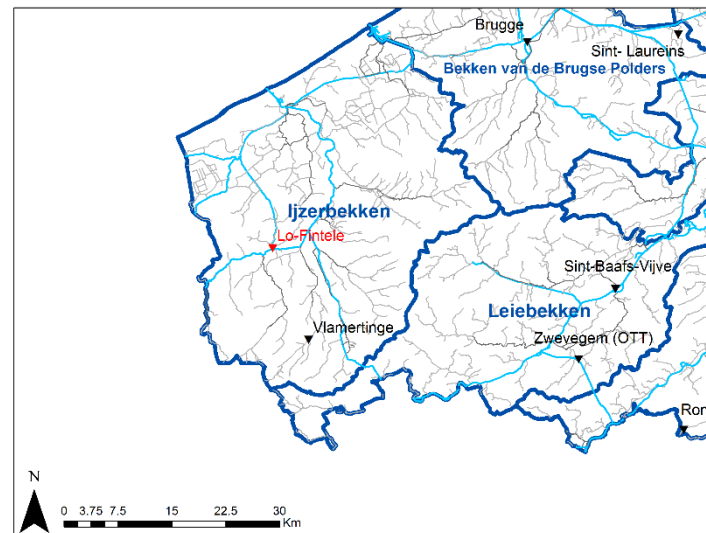 Brugge
Sint- Laureins
Bekken van de Brugse Polders
Ijzerbekken
Lo-Fintele
Sint-Baafs-Vijve
Leiebekken
Vlamertinge
Zwevegem (OTT)
Ron
N
0 3.75 7.5 15 22.5 30
Km